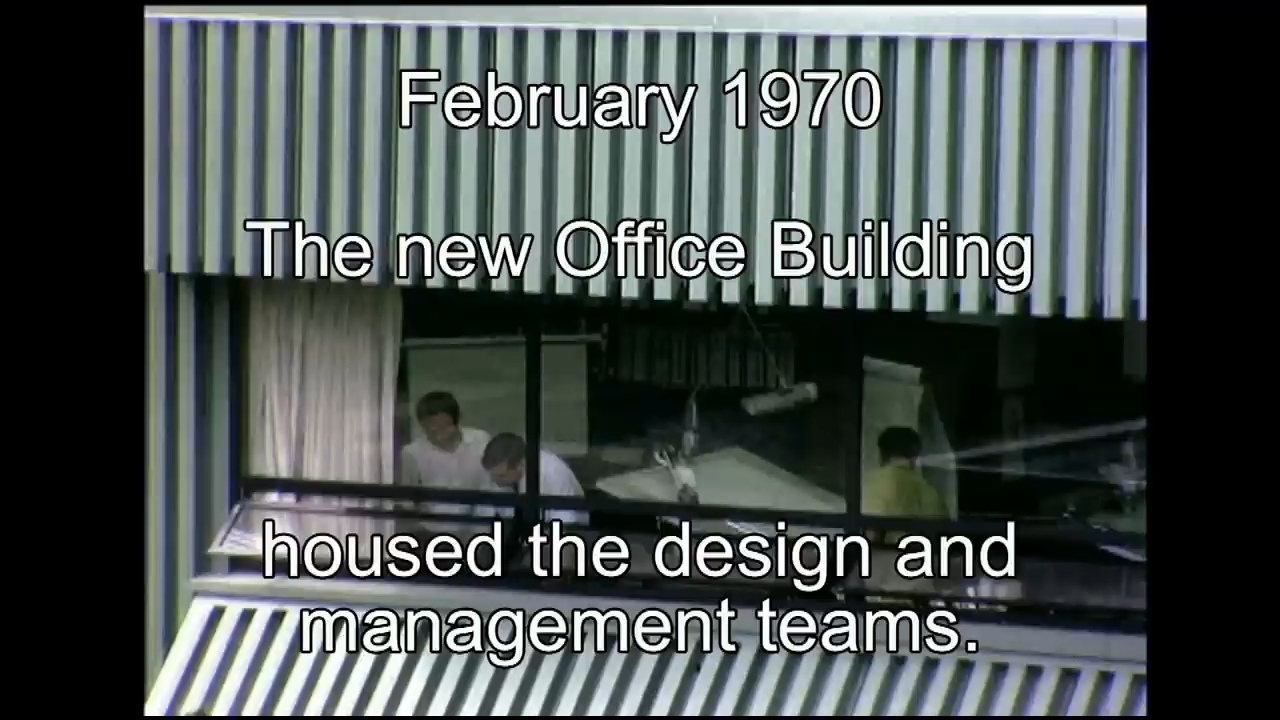 February 1970
The new Office Building
housed the design and
management teams.